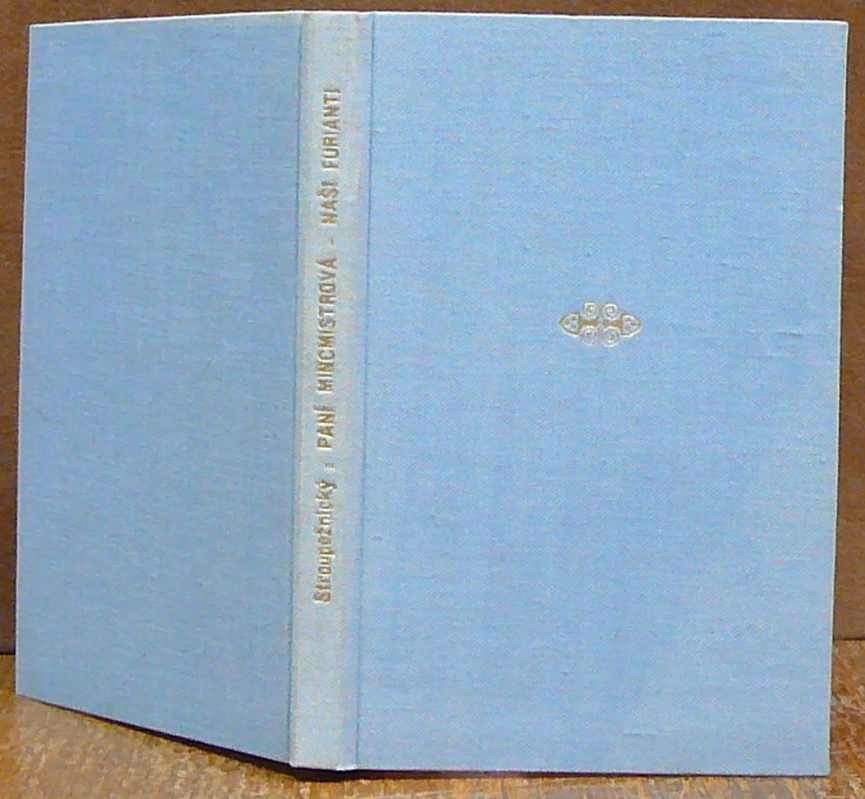 Stroupežnický : PANÍ MINCMISTROVÁ - NAŠI FURIANTI